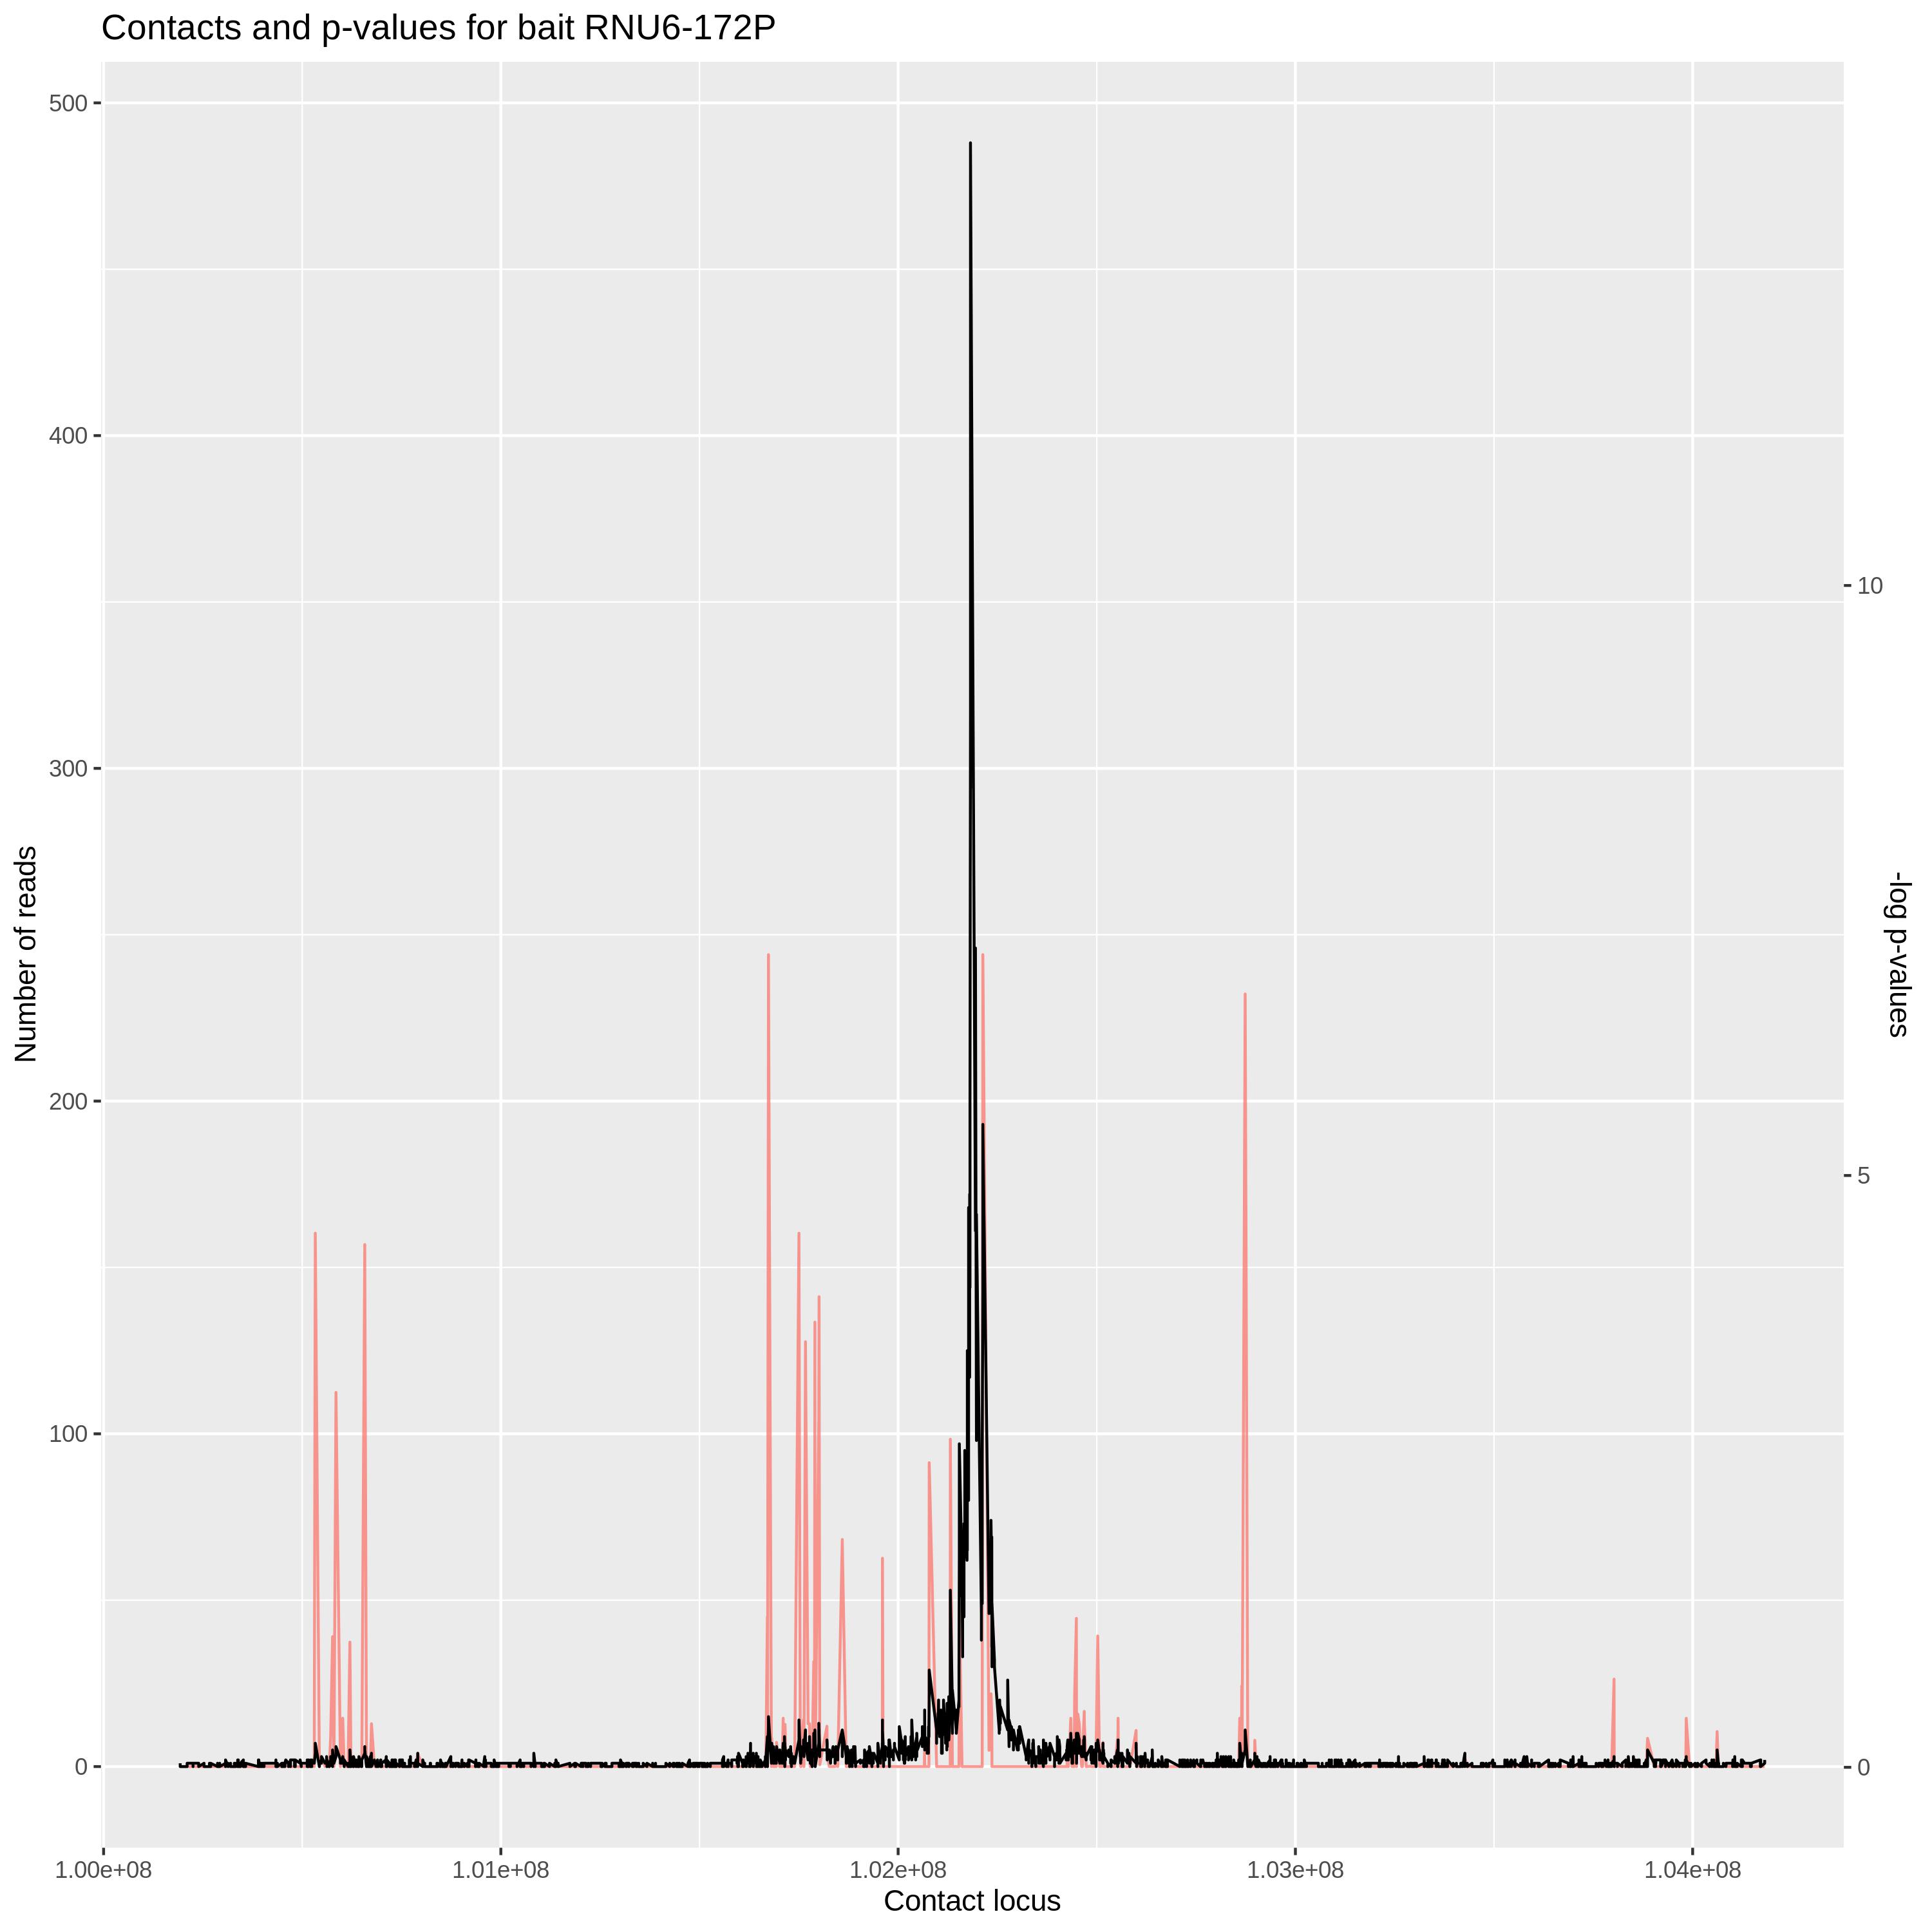 Contacts and p-values for bait RNU6-172P
500
400
300
200
100
0
Number of reads
10
5
0
-log p-values
1.00e+08
1.01e+08
1.02e+08
1.03e+08
1.04e+08
Contact locus